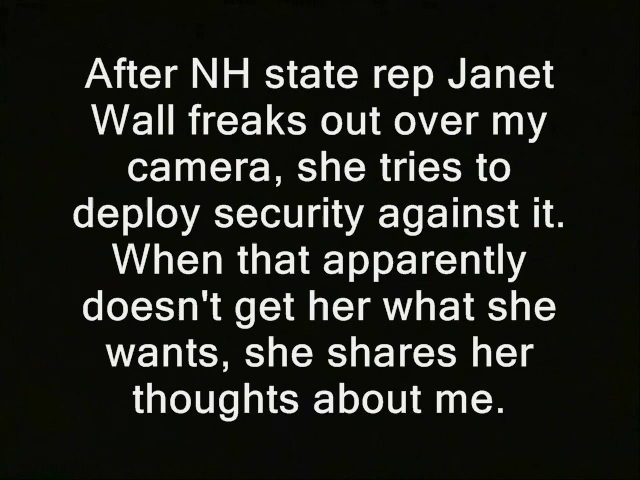 After NH state rep Janet
Wall freaks out over my
camera, she tries to
deploy security against it.
When that apparently
doesn't get her what she
wants, she shares her
thoughts about me.